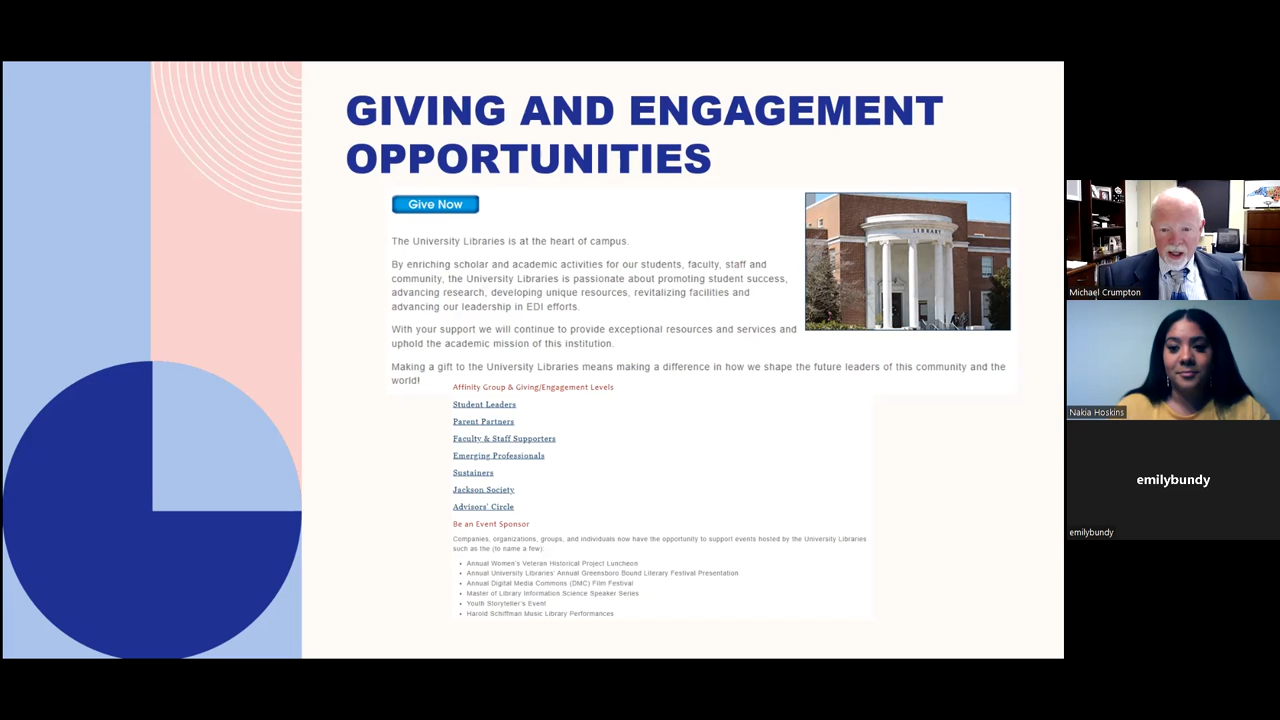 GIVING AND ENGAGEMENT
OPPORTUNITIES
Give Now
The University Libraries is at the heart of campus.
By enriching scholar and academic activities for our students, faculty, staff and
community, the University Libraries is passionate about promoting student success,
advancing research, developing unique resources, revitalizing facilities and
advancing our leadership in EDI efforts.
With your support we will continue to provide exceptional resources and services and
uphold the academic mission of this institution.
Making a gift to the University Libraries means making a difference in how we shape the future leaders of this community and the
world!
LIBRARY
Affinity Group & Giving/Engagement Levels
Student Leaders
Parent Partners
Faculty & Staff Supporters
Emerging Professionals
Sustainers
Jackson Society
Advisors' Circle
Be an Event Sponsor
Companies, organizations, groups, and individuals now have the opportunity to support events hosted by the University Libraries
such as the (to name a few):
• Annual Women's Veteran Historical Project Luncheon
• Annual University Libraries' Annual Greensboro Bound Literary Festival Presentation
• Annual Digital Media Commons (DMC) Film Festival
• Master of Library Information Science Speaker Series
• Youth Storyteller's Event
• Harold Schiffman Music Library Performances
Michael Crumpton
Nakia Hoskins
emilybundy
emilybundy